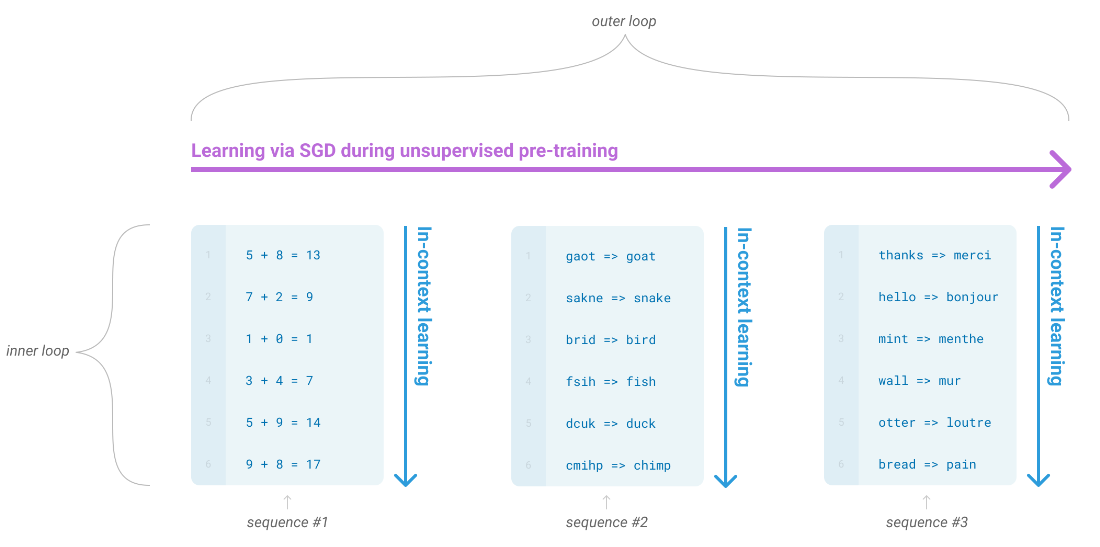 outer loop
Learning via SGD during unsupervised pre-training
inner loop
1 5 + 8 = 13
2 7 + 2 = 9
3 1 + 0 = 1
4 3 + 4 = 7
5 5 + 9 = 14
6 9 + 8 = 17
In-context learning
sequence #1
1 gaot => goat
2 sakne => snake
3 brid => bird
4 fsih => fish
5 dcuk => duck
6 cmihp => chimp
In-context learning
sequence #2
1 thanks => merci
2 hello => bonjour
3 mint => menthe
4 wall => mur
5 otter => loutre
6 bread => pain
In-context learning
sequence #3